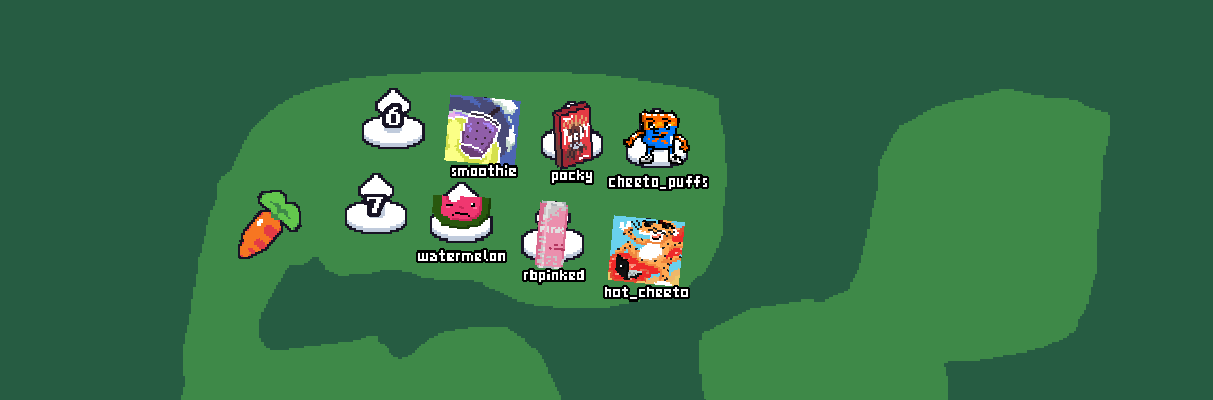 6
smoothie
pocky
cheeto_puffs
7
watermelon
rbpinked
hot_cheeto